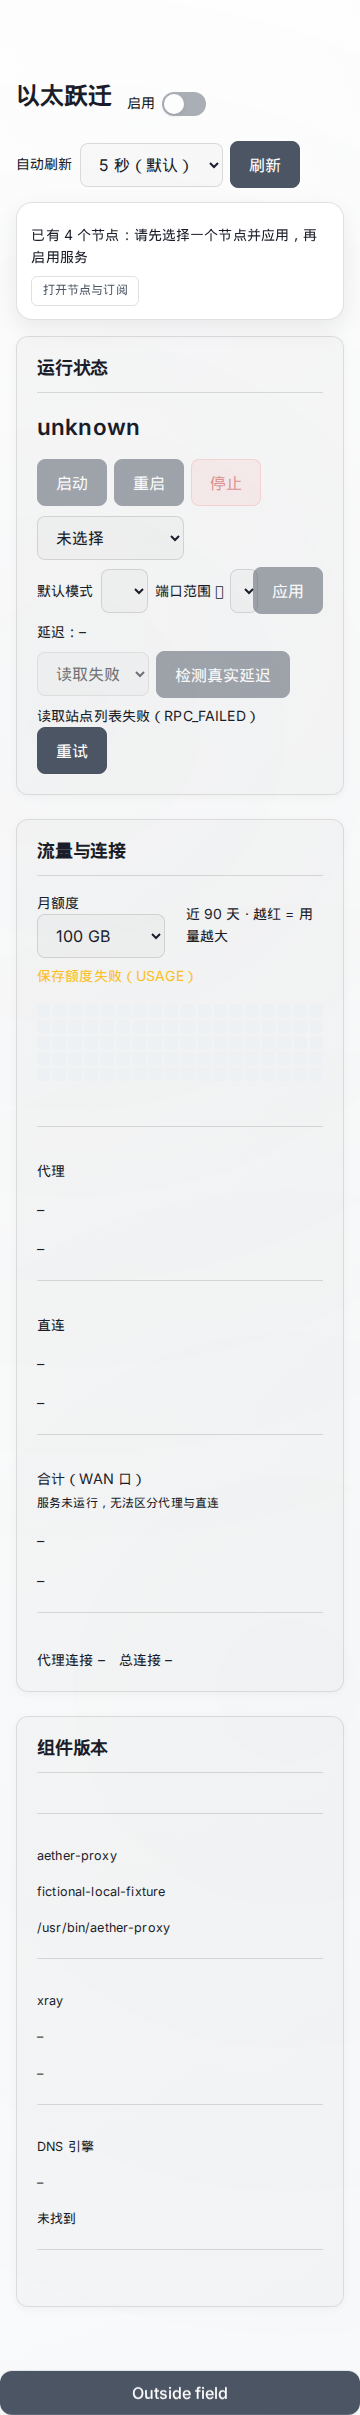 以太跃迁 启用
自动刷新 5 秒（默认） 刷新
已有 4 个节点：请先选择一个节点并应用，再
启用服务
打开节点与订阅
运行状态
unknown
启动 重启 停止
未选择
默认模式 端口范围 应用
延迟：–
读取失败 检测真实延迟
读取站点列表失败（RPC_FAILED）
重试
流量与连接
月额度
100 GB
近 90 天 · 越红 = 用
量越大
保存额度失败（USAGE）
代理
–
–
直连
–
–
合计（WAN 口）
服务未运行，无法区分代理与直连
–
–
代理连接 – 总连接 –
组件版本
aether-proxy
fictional-local-fixture
/usr/bin/aether-proxy
xray
–
–
DNS 引擎
–
未找到
Outside field